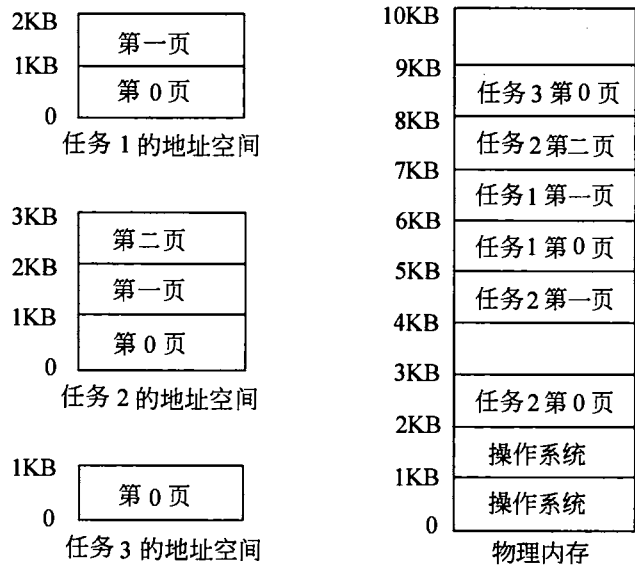 2KB
第一页
1KB
第0页
0
任务1的地址空间
3KB
第二页
2KB
第一页
1KB
第0页
0
任务2的地址空间
1KB
第0页
0
任务3的地址空间
10KB
9KB
任务3第0页
8KB
任务2第二页
7KB
任务1第一页
6KB
任务1第0页
5KB
任务2第一页
4KB
3KB
任务2第0页
2KB
操作系统
1KB
操作系统
0
物理内存